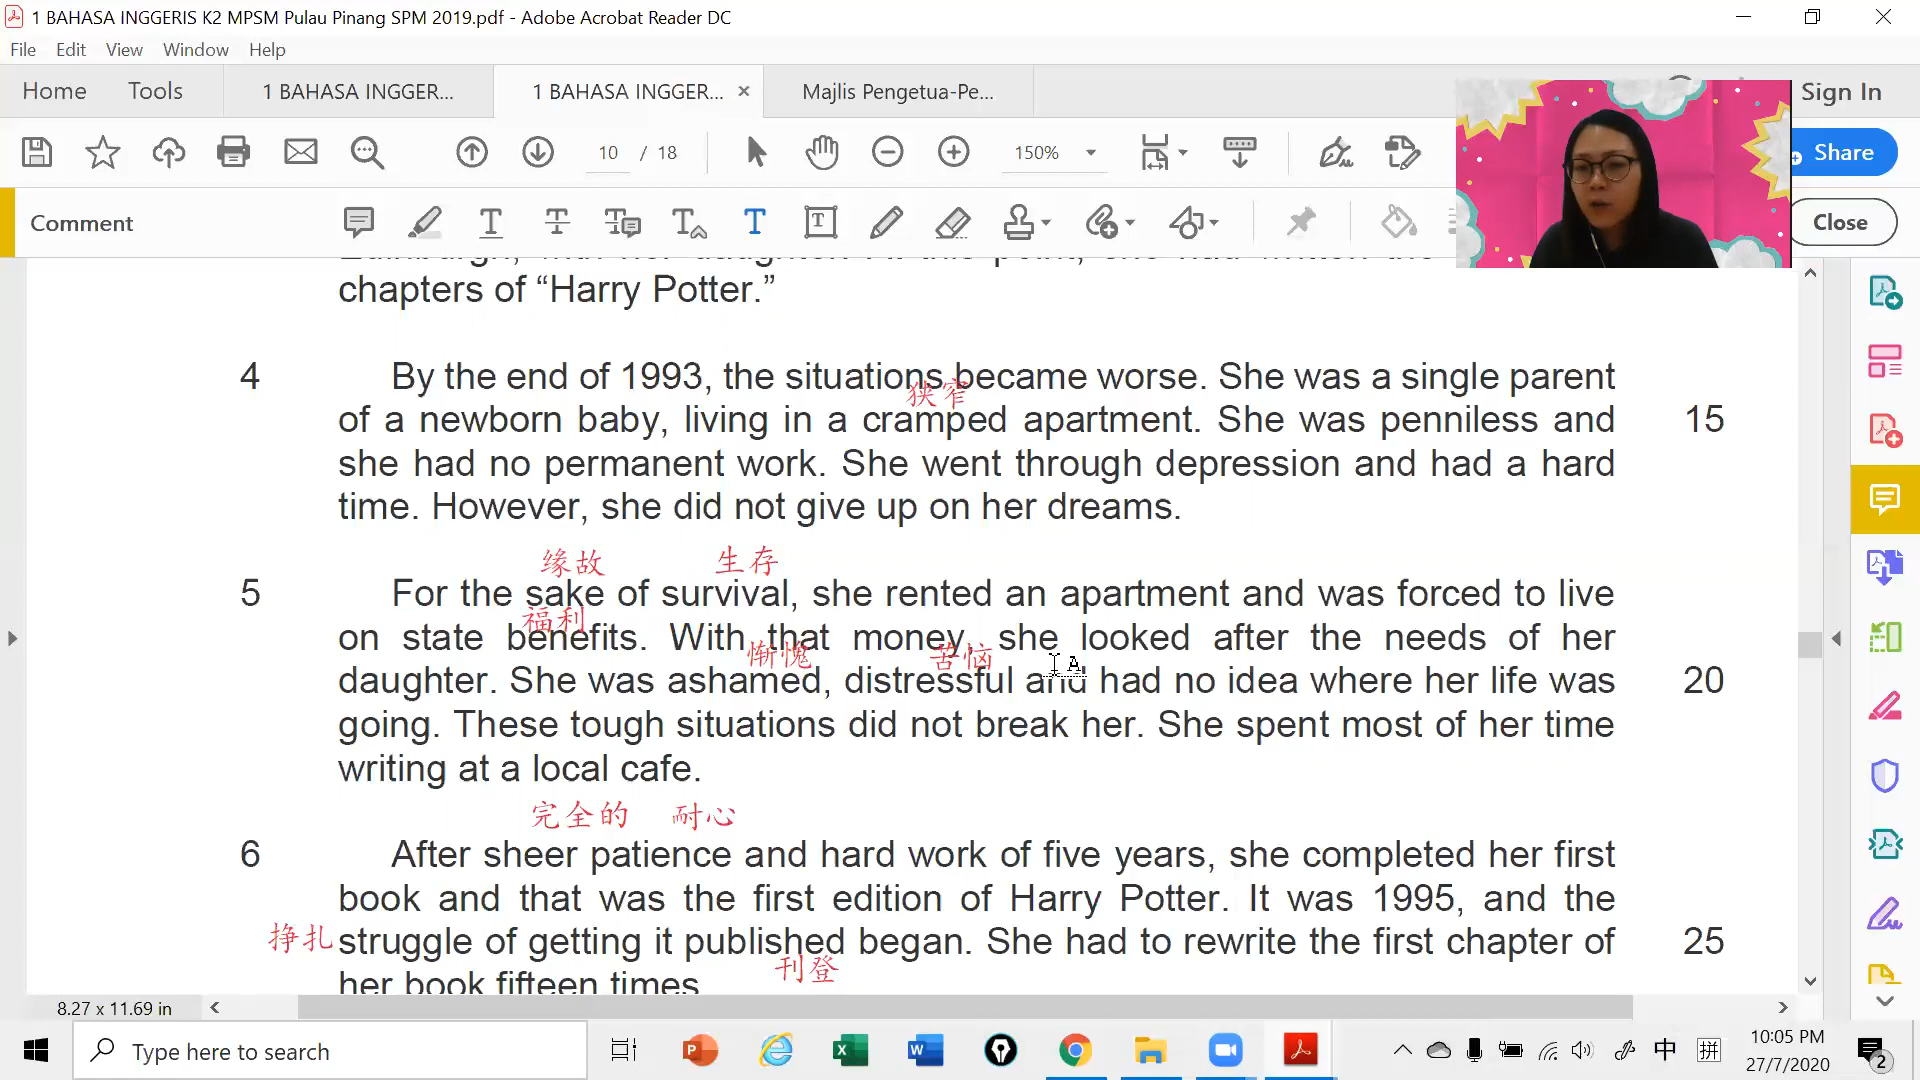 1 BAHASA INGGERIS K2 MPSM Pulau Pinang SPM 2019.pdf - Adobe Acrobat Reader DC
File Edit View Window Help
Home Tools 1 BAHASA INGGER... 1 BAHASA INGGER... × Majlis Pengetua-Pe... Sign In
10 / 18 150% Share
Comment Close
chapters of “Harry Potter.”
4 By the end of 1993, the situations became worse. She was a single parent
狭窄
of a newborn baby, living in a cramped apartment. She was penniless and 15
she had no permanent work. She went through depression and had a hard
time. However, she did not give up on her dreams.
缘故 生存
5 For the sake of survival, she rented an apartment and was forced to live
福利
on state benefits. With that money, she looked after the needs of her
惭愧 苦恼
daughter. She was ashamed, distressful and had no idea where her life was 20
going. These tough situations did not break her. She spent most of her time
writing at a local cafe.
完全的 耐心
6 After sheer patience and hard work of five years, she completed her first
book and that was the first edition of Harry Potter. It was 1995, and the
挣扎 struggle of getting it published began. She had to rewrite the first chapter of 25
刊登
her book fifteen times
8.27 x 11.69 in
Type here to search
中 拼
10:05 PM
27/7/2020
2